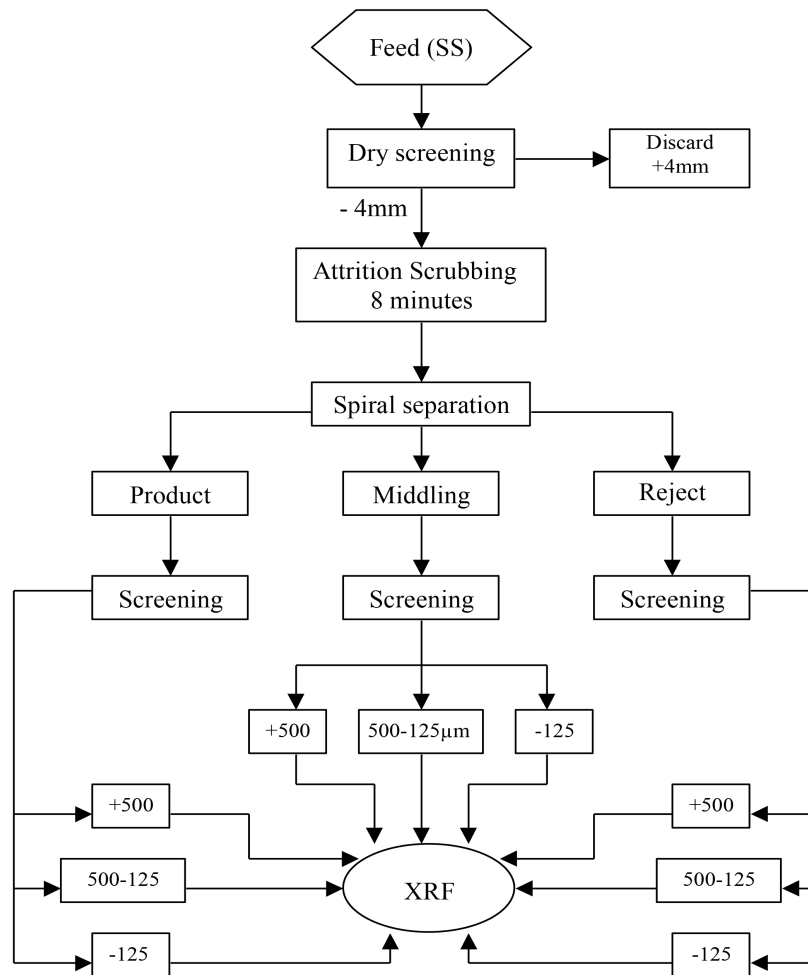 Feed (SS)
Dry screening
Discard
+4mm
- 4mm
Attrition Scrubbing
8 minutes
Spiral separation
Product
Middling
Reject
Screening
Screening
Screening
+500
500-125µm
-125
+500
+500
500-125
XRF
500-125
-125
-125